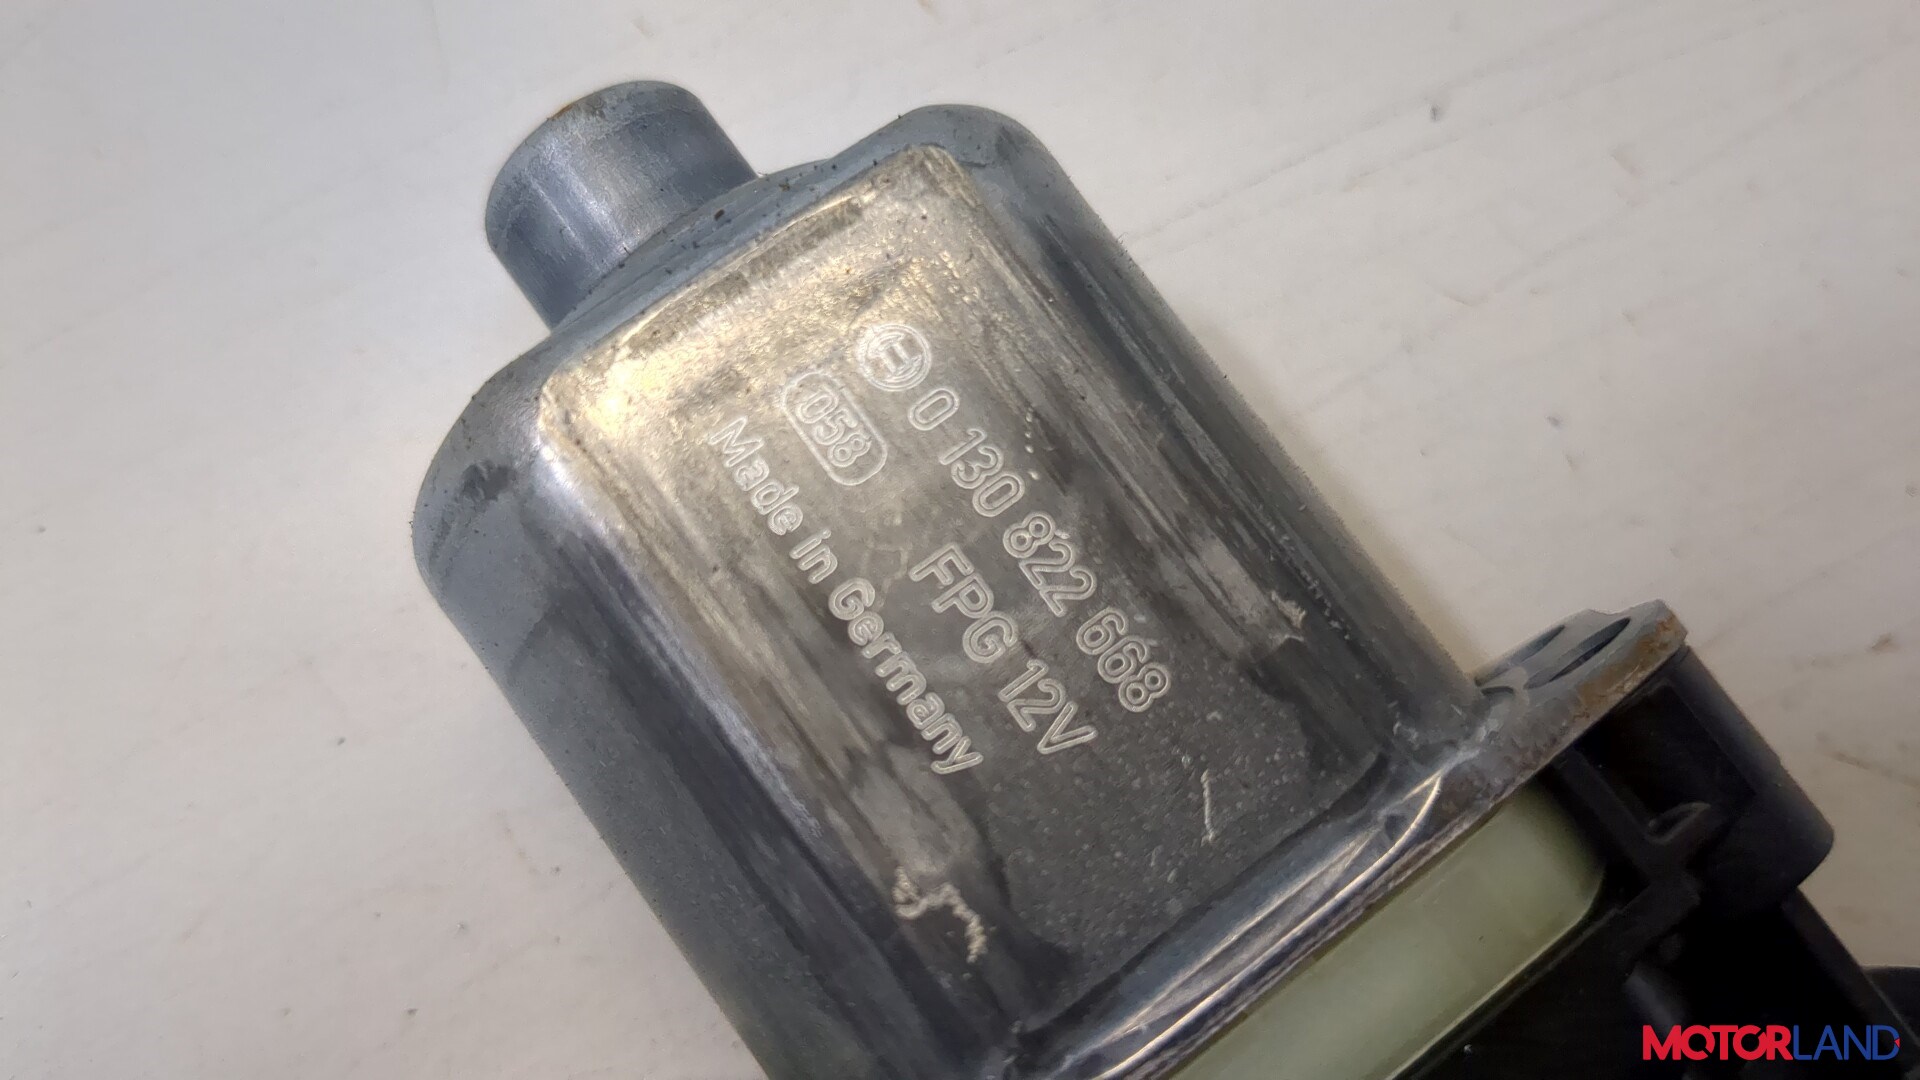 0 130 822 668
058
FPG 12V
Made in Germany
MOTORLAND